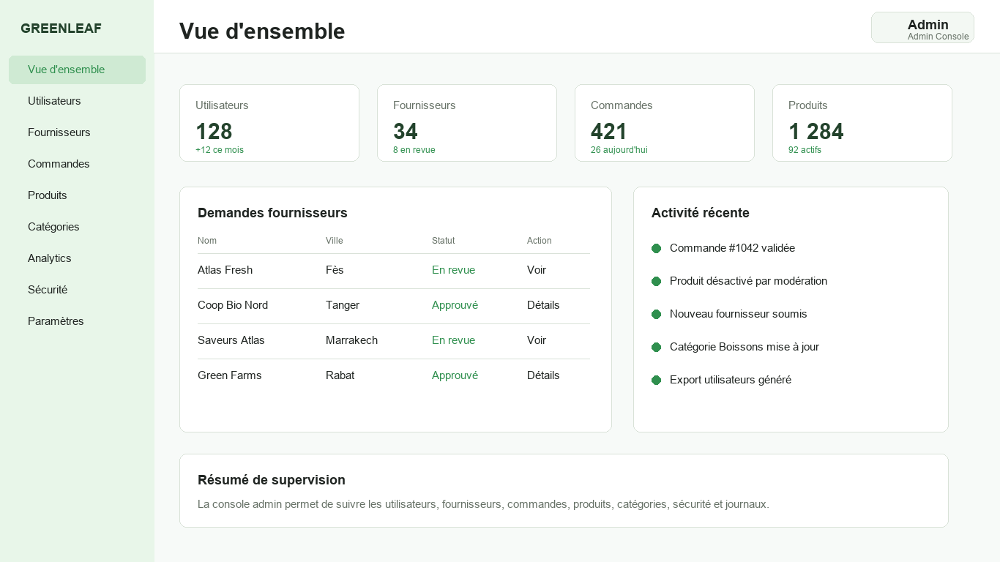 GREENLEAF
Vue d'ensemble
Utilisateurs
Fournisseurs
Commandes
Produits
Catégories
Analytics
Sécurité
Paramètres
Vue d'ensemble
Admin
Admin Console
Utilisateurs
128
+12 ce mois
Fournisseurs
34
8 en revue
Commandes
421
26 aujourd'hui
Produits
1 284
92 actifs
Demandes fournisseurs
Nom Ville Statut Action
Atlas Fresh Fès En revue Voir
Coop Bio Nord Tanger Approuvé Détails
Saveurs Atlas Marrakech En revue Voir
Green Farms Rabat Approuvé Détails
Activité récente
Commande #1042 validée
Produit désactivé par modération
Nouveau fournisseur soumis
Catégorie Boissons mise à jour
Export utilisateurs généré
Résumé de supervision
La console admin permet de suivre les utilisateurs, fournisseurs, commandes, produits, catégories, sécurité et journaux.